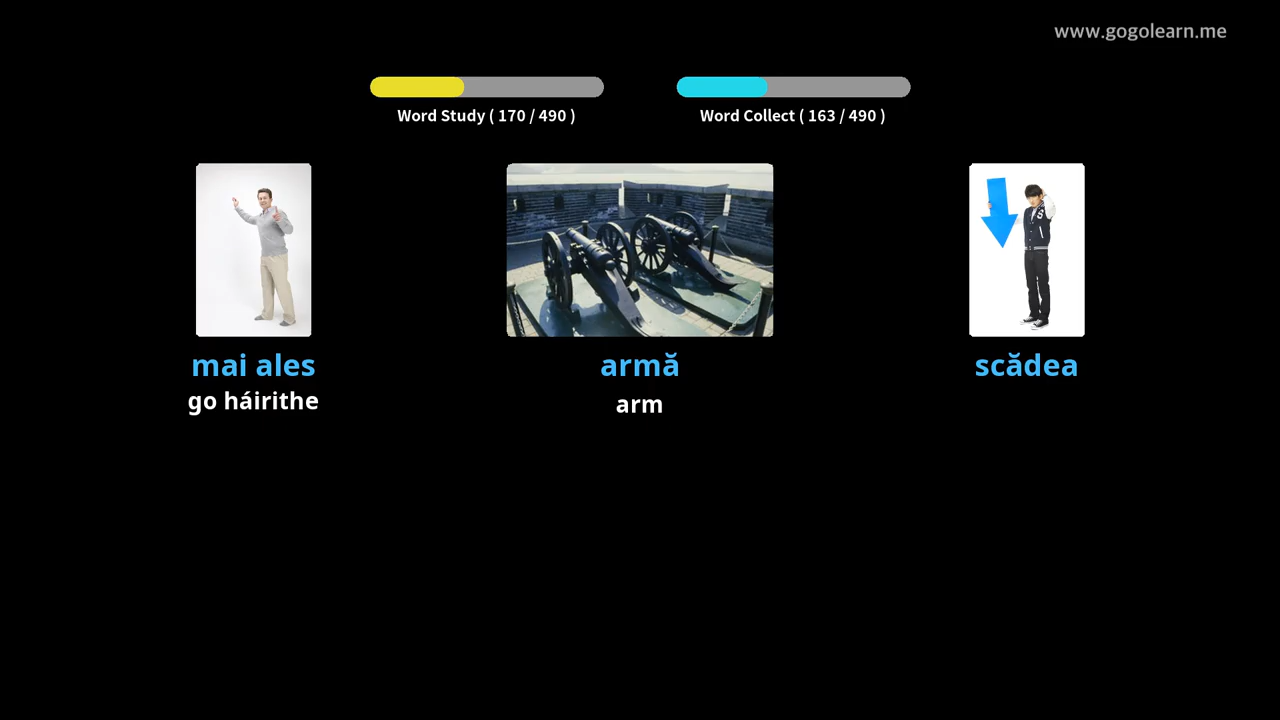 www.gogolearn.me
Word Study ( 170 / 490 )
Word Collect ( 163 / 490 )
mai ales
armă
scădea
go háirithe
arm
S